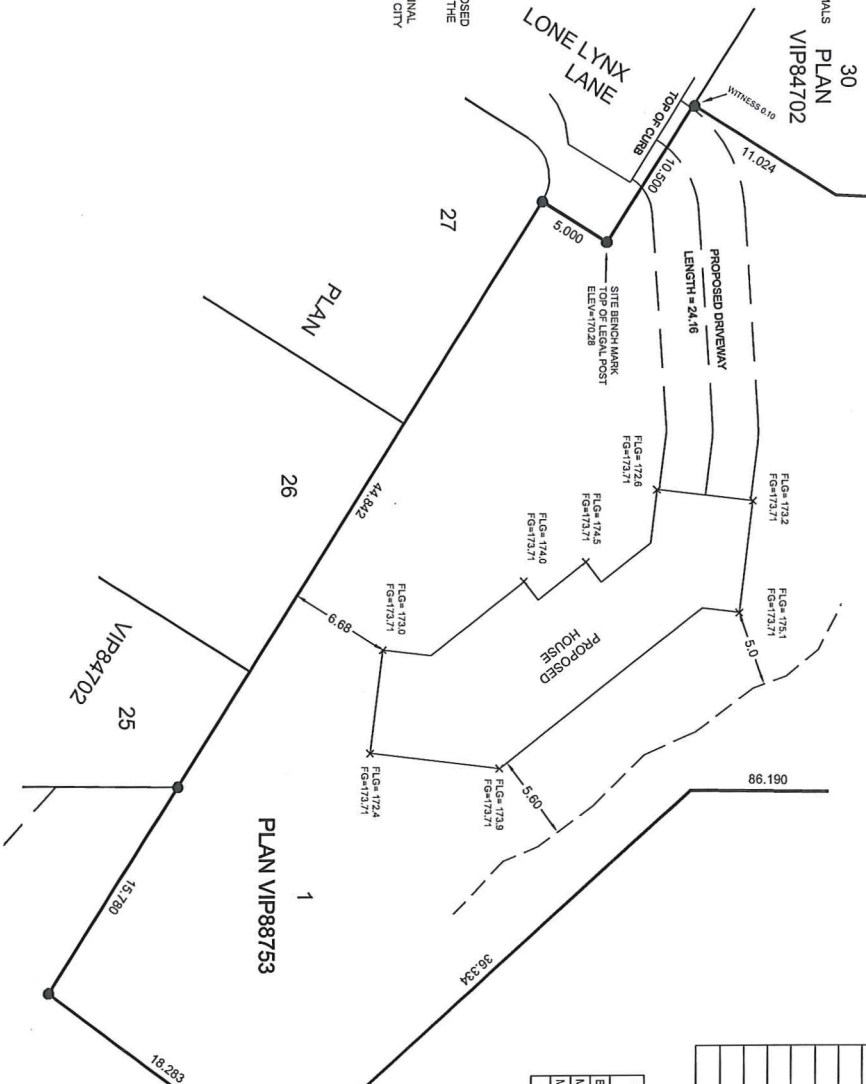 IALS
30
PLAN
VIP84702
OSED
THE
INAL
CITY
LONE LYNX
LANE
TOP OF CURB
WITNESS 0.10
11.024
10.500
5.000
PROPOSED DRIVEWAY
LENGTH = 24.16
SITE BENCH MARK
TOP OF LEGAL POST
ELEV=170.28
27
PLAN
26
VIP84702
25
44.842
6.68
FLG= 172.6
FG=173.71
FLG= 173.2
FG=173.71
FLG= 174.5
FG=173.71
FLG= 175.1
FG=173.71
FLG= 174.0
FG=173.71
FLG= 173.0
FG=173.71
PROPOSED
HOUSE
5.0
FLG= 172.4
FG=173.71
FLG= 173.9
FG=173.71
5.60
86.190
1
PLAN VIP88753
15.780
36.334
18.283